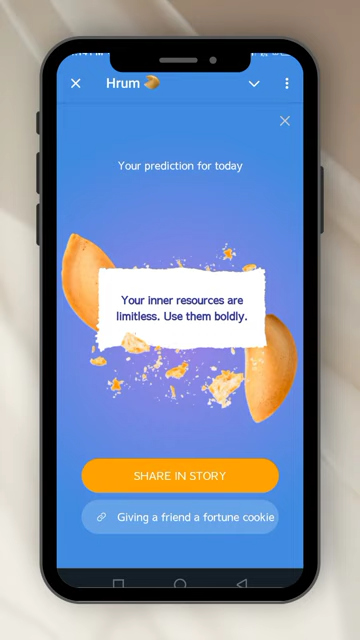 Hrum
Your prediction for today
Your inner resources are
limitless. Use them boldly.
SHARE IN STORY
Giving a friend a fortune cookie